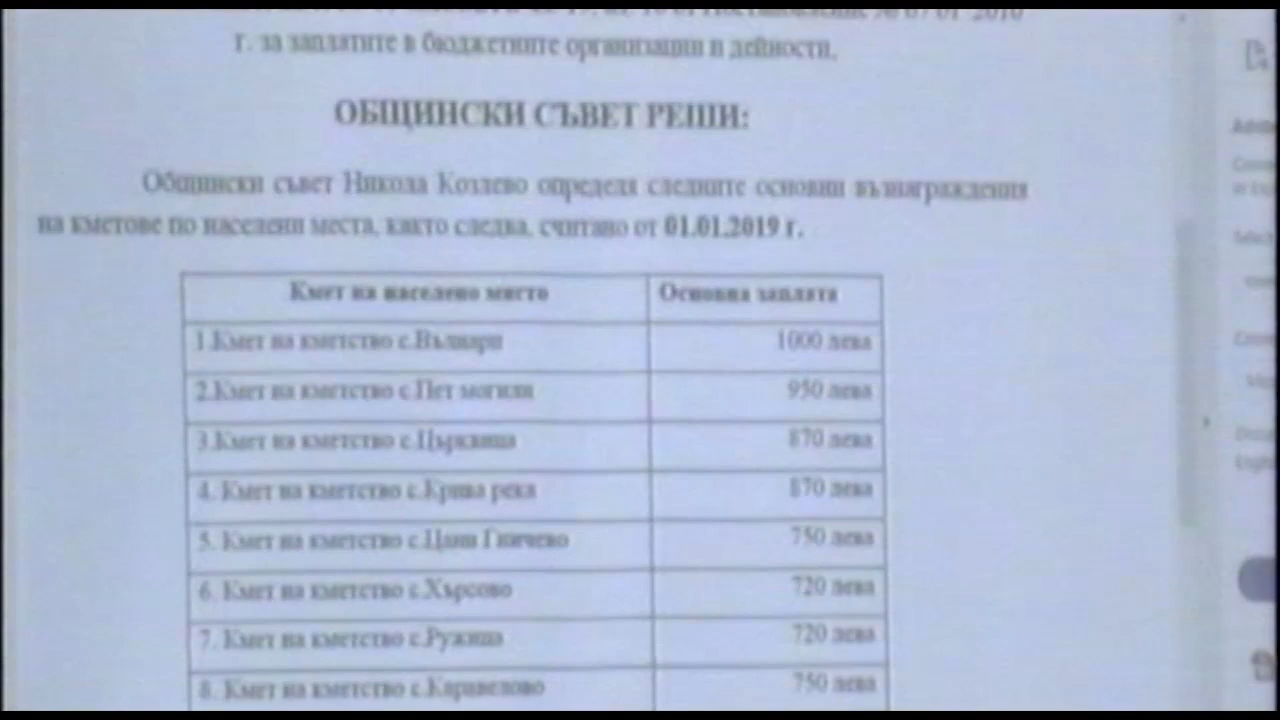 г. за заплатите в бюджетните организации и дейности,
ОБЩИНСКИ СЪВЕТ РЕШИ:
Общински съвет Никола Козлево определя следните основни възнаграждения
на кметове по населени места, както следва, считано от 01.01.2019 г.
Кмет на населено място Основна заплата
1.Кмет на кметство с.Вълнари 1000 лева
2.Кмет на кметство с.Пет могили 950 лева
3.Кмет на кметство с.Църквица 870 лева
4. Кмет на кметство с.Крива река 870 лева
5. Кмет на кметство с.Цани Гинчево 750 лева
6. Кмет на кметство с.Хърсово 720 лева
7. Кмет на кметство с.Ружица 720 лева
8. Кмет на кметство с.Каравелово 750 лева